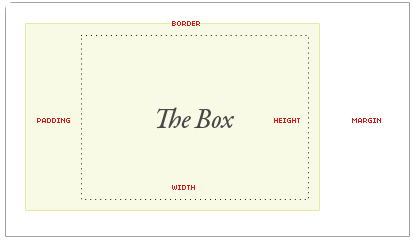 BORDER
PADDING
The Box
HEIGHT
MARGIN
WIDTH